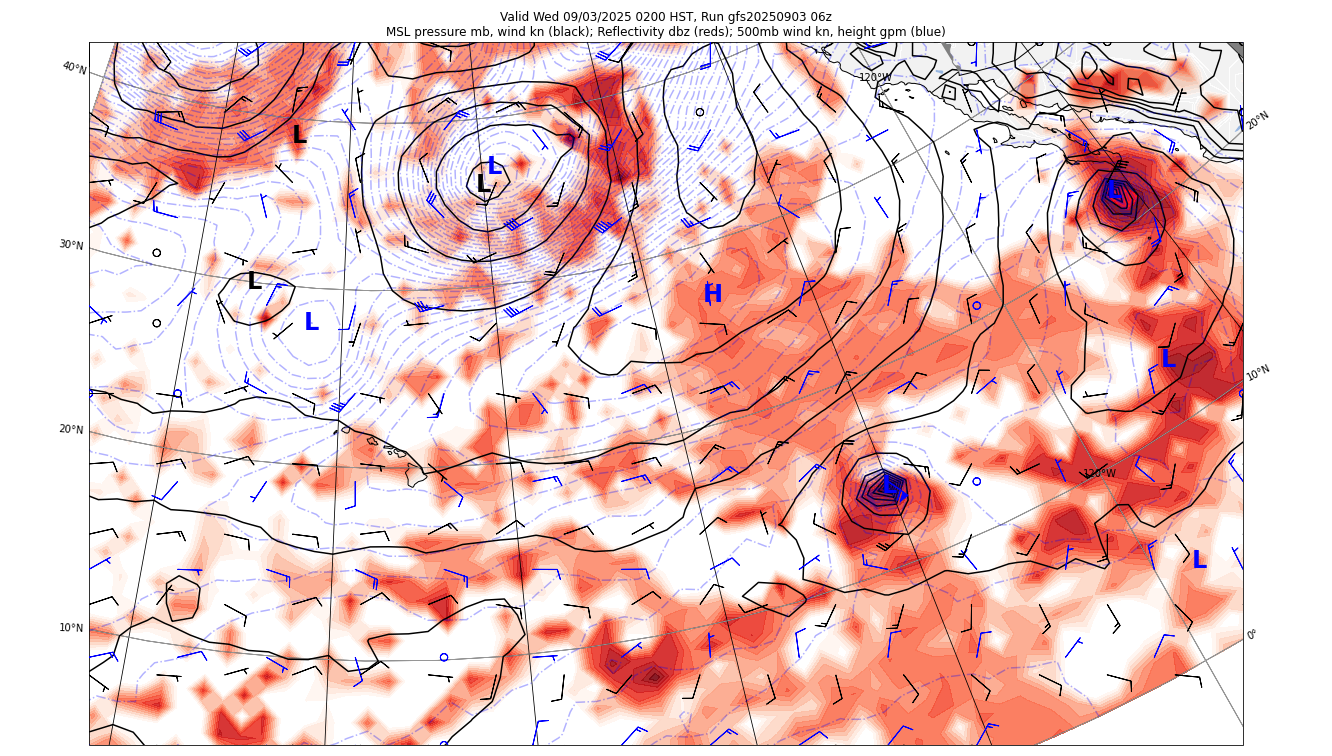 Valid Wed 09/03/2025 0200 HST, Run gfs20250903 06z
MSL pressure mb, wind kn (black); Reflectivity dbz (reds); 500mb wind kn, height gpm (blue)
40°N
120°W
20°N
L
L
L
L
30°N
L
H
L
L
10°N
20°N
110°W
L
L
10°N
0°